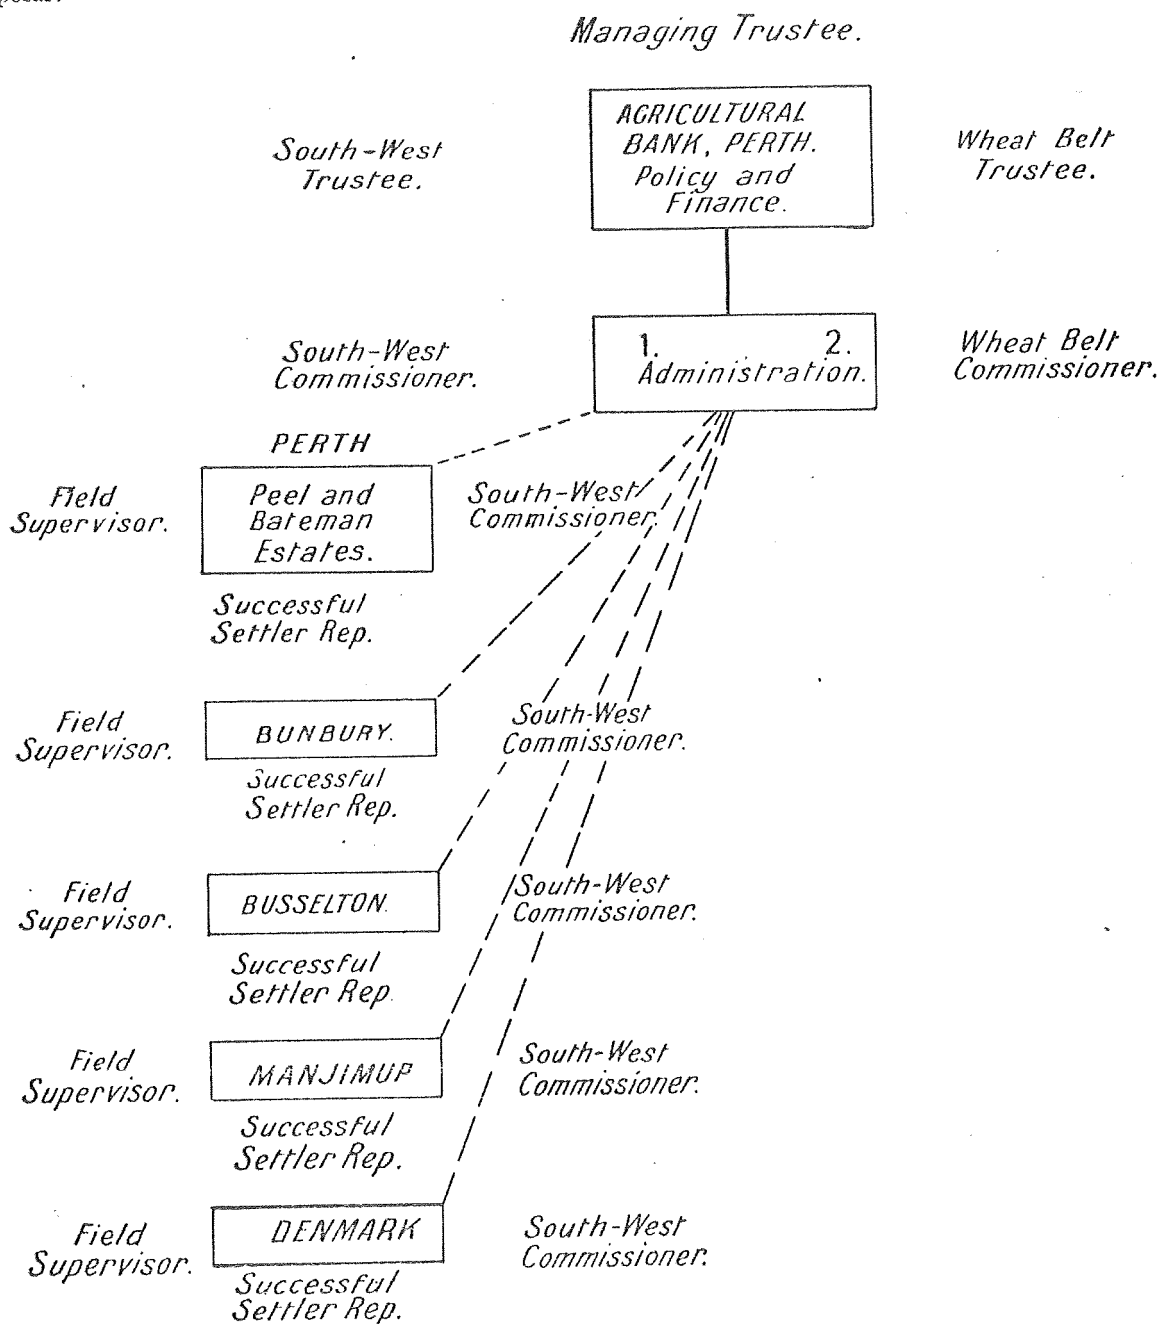 Managing Trustee.
South-West
Trustee.
AGRICULTURAL
BANK, PERTH.
Policy and
Finance.
Wheat Belt
Trustee.
South-West
Commissioner.
1. 2.
Administration.
Wheat Belt
Commissioner.
PERTH
Field
Supervisor.
Peel and
Bateman
Estates.
South-West
Commissioner.
Successful
Settler Rep.
Field
Supervisor.
BUNBURY.
South-West
Commissioner.
Successful
Settler Rep.
Field
Supervisor.
BUSSELTON.
South-West
Commissioner.
Successful
Settler Rep.
Field
Supervisor.
MANJIMUP
South-West
Commissioner.
Successful
Settler Rep.
Field
Supervisor.
DENMARK
South-West
Commissioner.
Successful
Settler Rep.